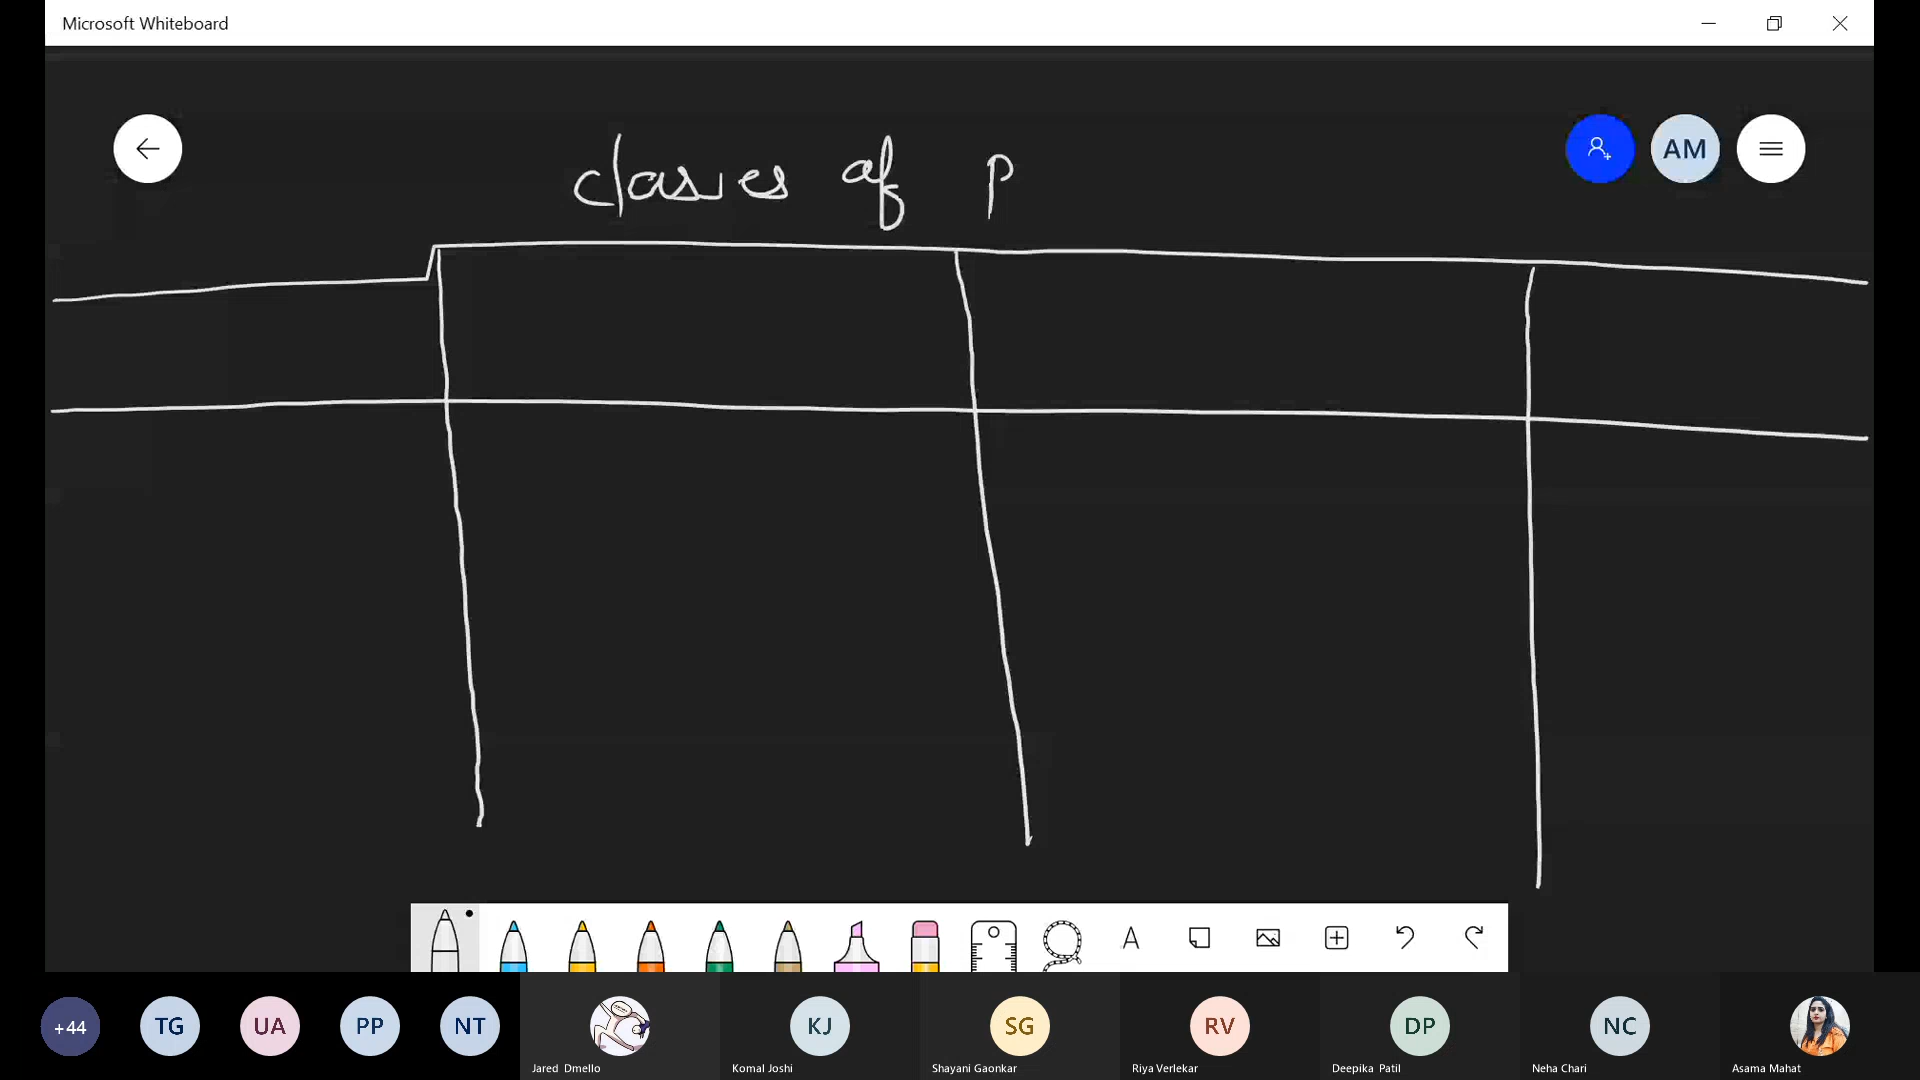 Microsoft Whiteboard
AM
classes of P
A
+44
TG
UA
PP
NT
KJ
SG
RV
DP
NC
Jared Dmello
Komal Joshi
Shayani Gaonkar
Riya Verlekar
Deepika Patil
Neha Chari
Asama Mahat